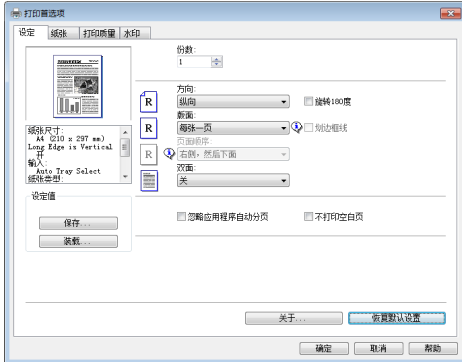 打印首选项
设定 纸张 打印质量 水印
份数:
1
方向:
纵向
旋转180度
版面:
每张一页
划边框线
页面顺序:
右侧，然后下面
双面:
关
纸张尺寸:
A4 (210 x 297 mm)
Long Edge is Vertical
开
输入:
Auto Tray Select
纸张类型:
设定值
保存...
装载...
忽略应用程序自动分页
不打印空白页
关于...
恢复默认设置
确定 取消 帮助
R
R
R